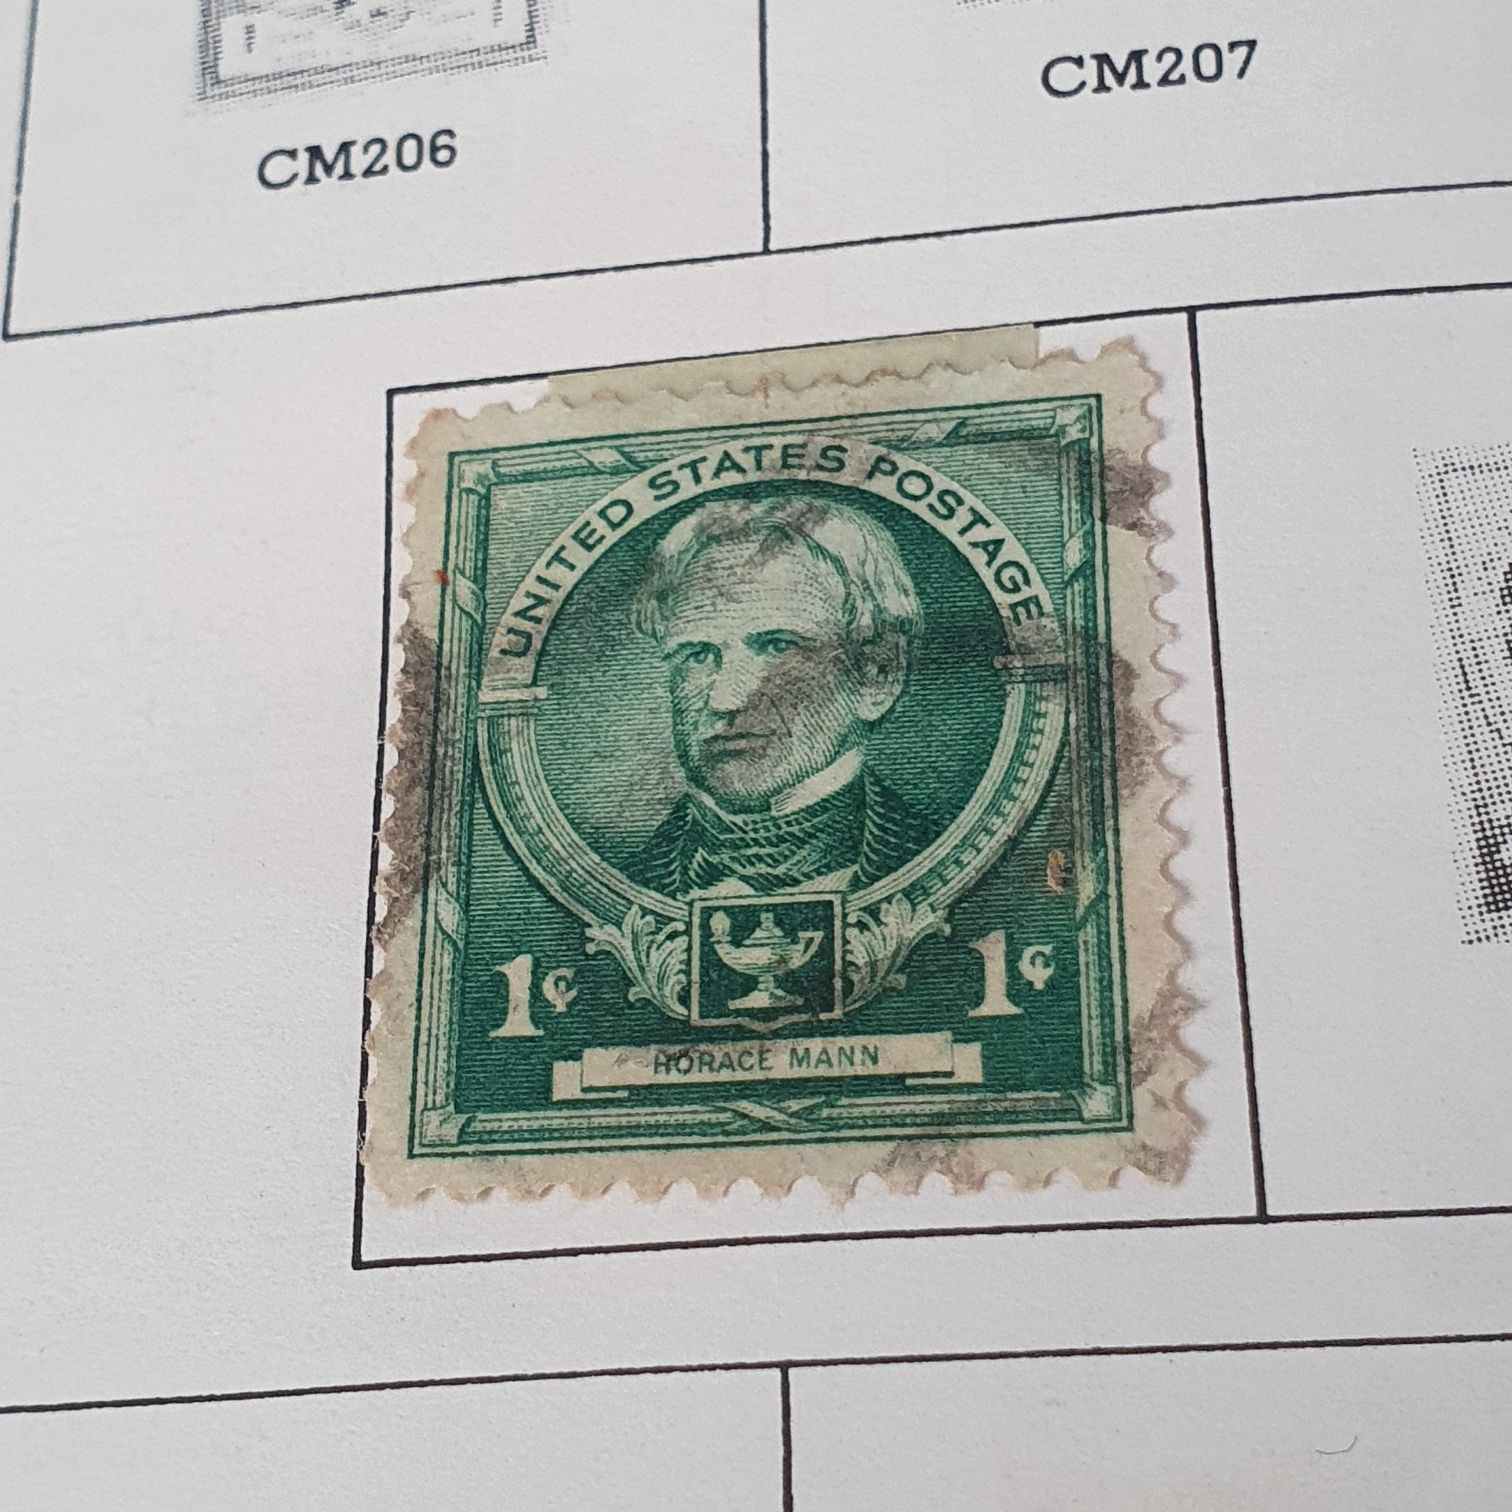 CM206
CM207
UNITED STATES POSTAGE
1¢
1¢
HORACE MANN